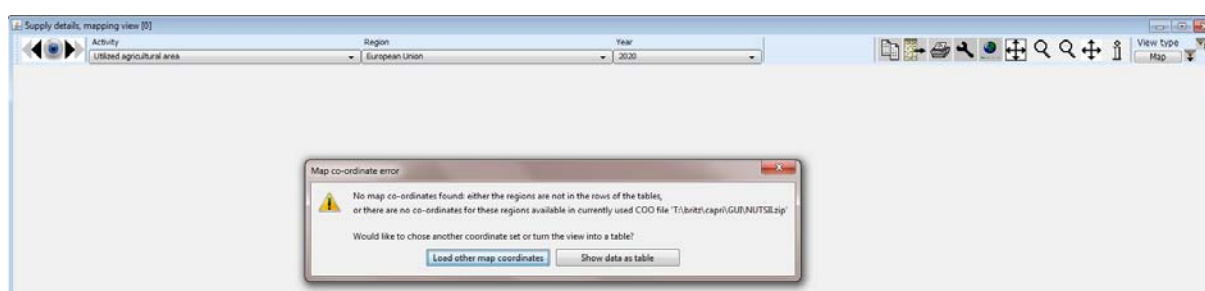 Supply details, mapping view [0]
Activity Region Year View type
Utilized agricultural area European Union 2020 Map
Map co-ordinate error
No map co-ordinates found: either the regions are not in the rows of the tables,
or there are no co-ordinates for these regions available in currently used COO file 'T:\britz\capri\GUI\NUTSII.zip'
Would like to chose another coordinate set or turn the view into a table?
Load other map coordinates Show data as table